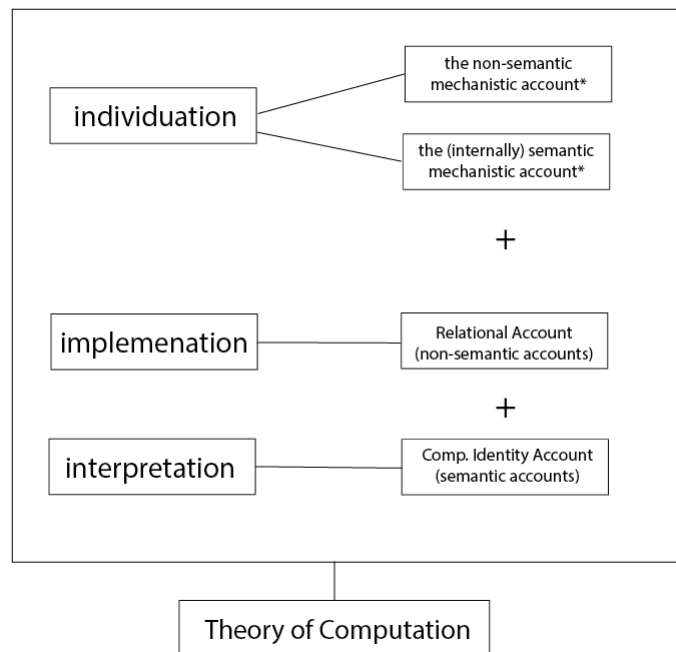 the non-semantic
mechanistic account*
individuation
the (internally) semantic
mechanistic account*
+
implemenation
Relational Account
(non-semantic accounts)
+
interpretation
Comp. Identity Account
(semantic accounts)
Theory of Computation